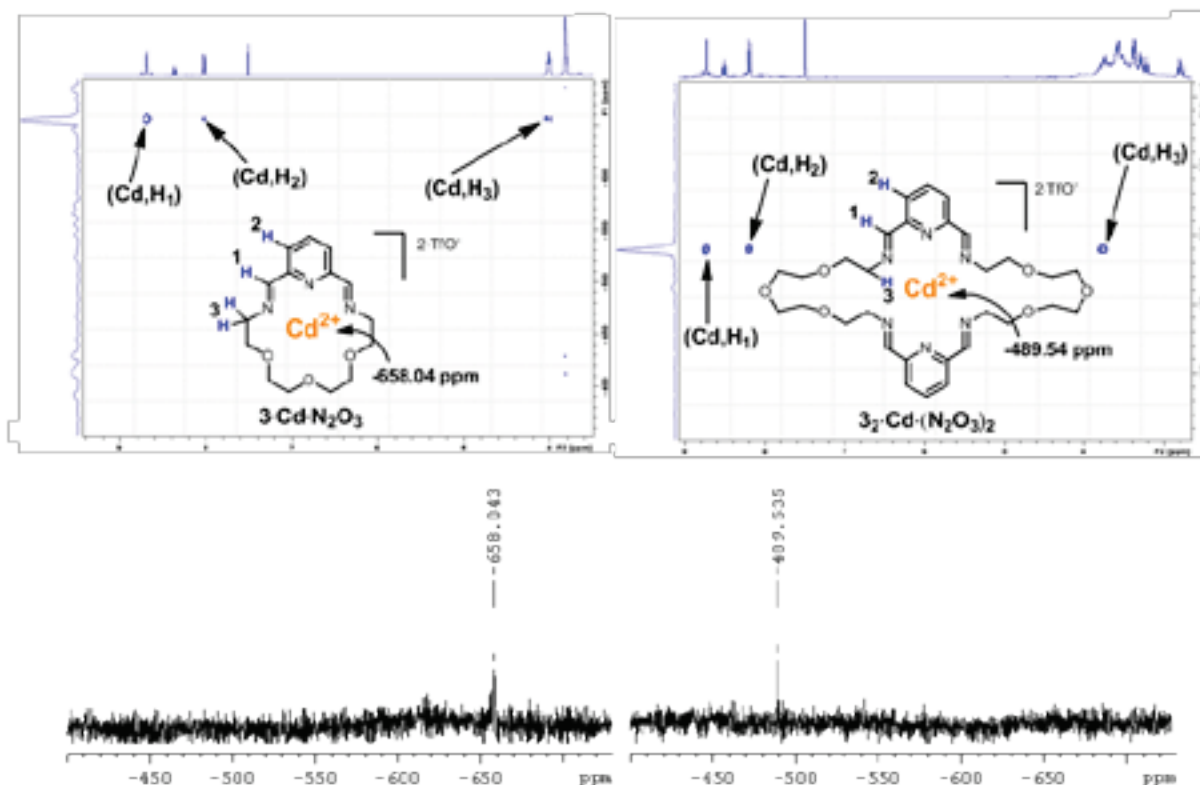 (Cd,H₁)
(Cd,H₂)
(Cd,H₃)
2
H
1
H
3
H
H
N
N
N
O
O
O
Cd²⁺
2·TfO⁻
-658.04 ppm
3·Cd·N₂O₃
(Cd,H₂)
(Cd,H₃)
(Cd,H₁)
2
H
1
H
H
3
N
N
N
O
O
O
O
O
O
N
N
N
Cd²⁺
2·TfO⁻
-489.54 ppm
3₂·Cd·(N₂O₃)₂
-658.043
-489.535
-450 -500 -550 -600 -650 ppm
-450 -500 -550 -600 -650 ppm